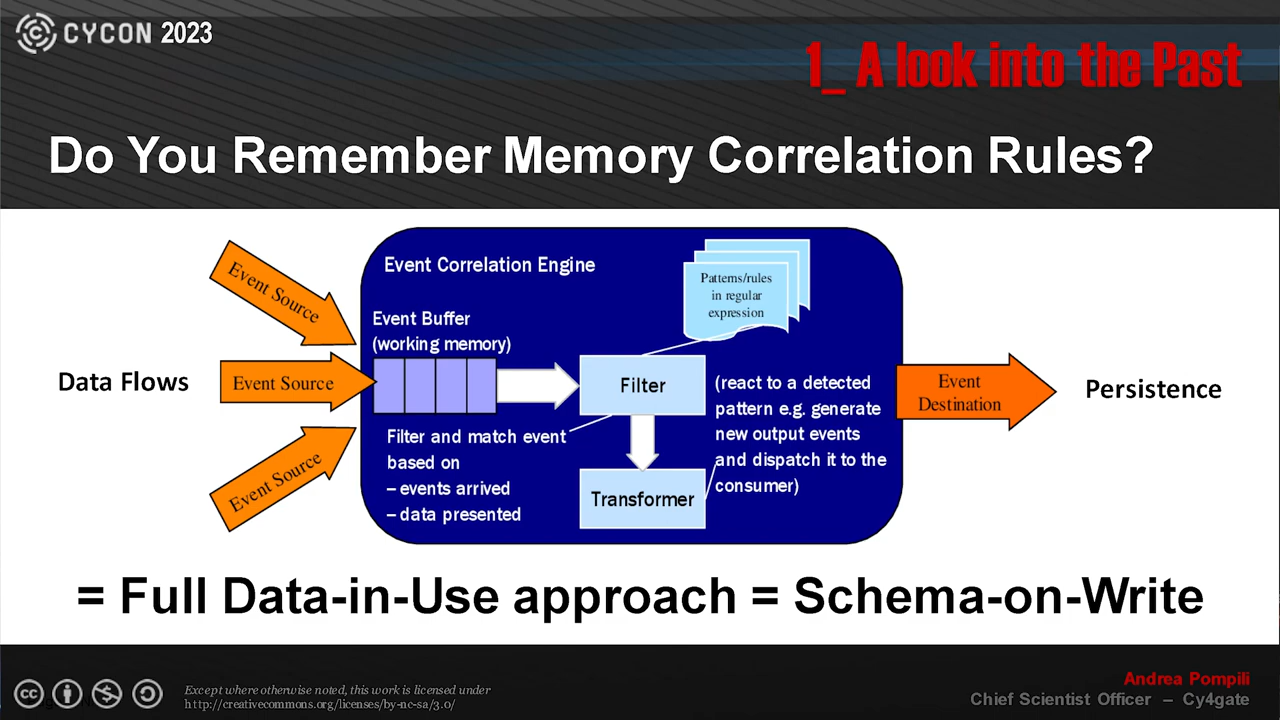 CYCON 2023
1_ A look into the Past
Do You Remember Memory Correlation Rules?
Event Correlation Engine
Patterns/rules
in regular
expression
Event Source
Event Buffer
(working memory)
Data Flows
Event Source
Filter
(react to a detected
pattern e.g. generate
new output events
and dispatch it to the
consumer)
Event
Destination
Persistence
Filter and match event
based on
– events arrived
– data presented
Event Source
Transformer
= Full Data-in-Use approach = Schema-on-Write
Except where otherwise noted, this work is licensed under
http://creativecommons.org/licenses/by-nc-sa/3.0/
Andrea Pompili
Chief Scientist Officer – Cy4gate